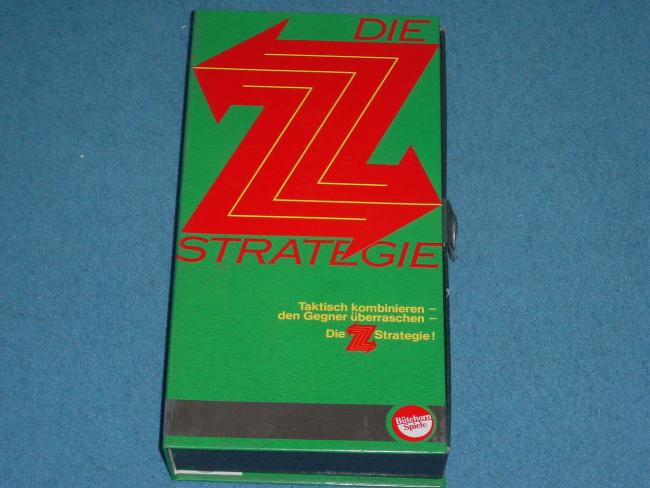 DIE
Z
STRATEGIE
Taktisch kombinieren –
den Gegner überraschen –
Die Z Strategie!
Bütehorn
Spiele